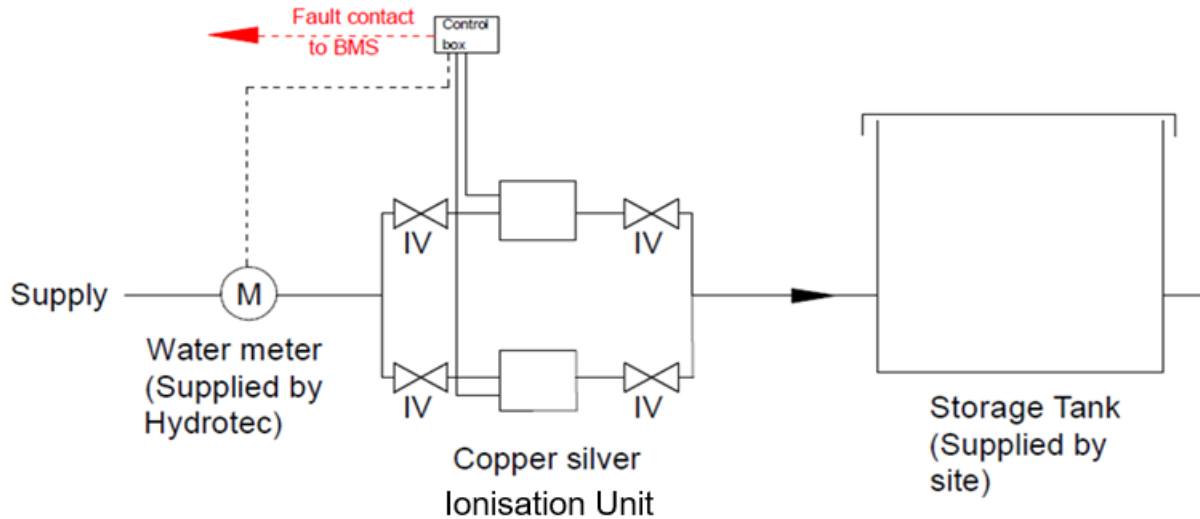 Fault contact
to BMS
Control
box
IV
IV
Supply
M
Water meter
(Supplied by
Hydrotec)
IV
IV
Copper silver
Ionisation Unit
Storage Tank
(Supplied by
site)